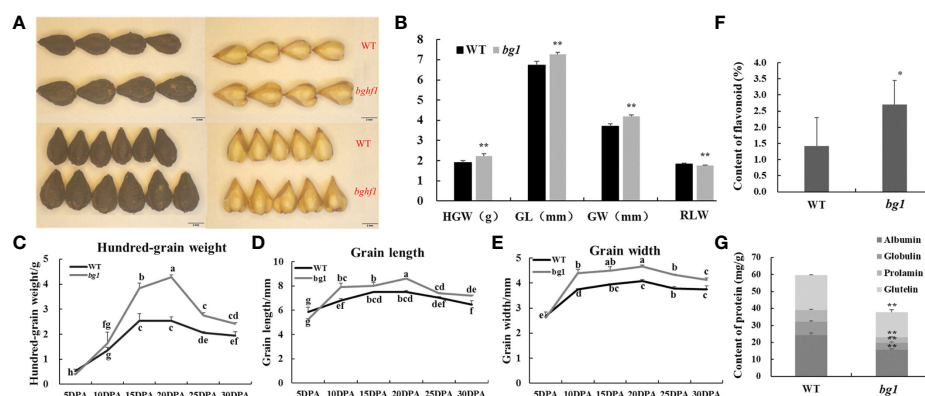 A
WT
bghf1
WT
bghf1
B
WT bg1
7
6
5
4
3
2
1
0
**
**
**
**
HGW（g）
GL（mm）
GW（mm）
RLW
F
Content of flavonoid (%)
4.0
3.5
3.0
2.5
2.0
1.5
1.0
0.5
0.0
*
WT
bg1
C
Hundred-grain weight
WT
bg1
Hundred-grain weight/g
5
4
3
2
1
0
h
fg
g
b
c
a
c
c
de
cd
ef
5DPA 10DPA 15DPA 20DPA 25DPA 30DPA
D
Grain length
WT
bg1
Grain length/mm
10
8
6
4
2
0
g
bc
ef
b
bcd
a
bcd
cd
def
de
f
5DPA 10DPA 15DPA 20DPA 25DPA 30DPA
E
Grain width
WT
bg1
Grain width/mm
5
4
3
2
1
0
e
b
d
ab
cd
a
c
b
d
b
d
5DPA 10DPA 15DPA 20DPA 25DPA 30DPA
G
Albumin
Globulin
Prolamin
Glutelin
Content of protein (mg/g)
70
60
50
40
30
20
10
0
**
**
**
**
WT
bg1